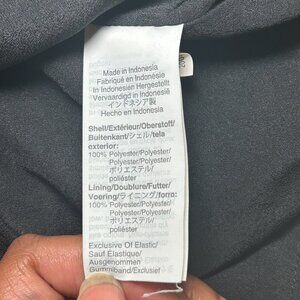 Made in Indonesia
Fabriqué en Indonésie
In Indonesien Hergestellt
Vervaardigd in Indonesië
インドネシア製
Hecho en Indonesia
Shell/Extérieur/Oberstoff/
Buitenkant/シェル/tela
exterior:
100% Polyester/Polyester/
Polyester/Polyester/
ポリエステル/
poliéster
Lining/Doublure/Futter/
Voering/ライニング/forro:
100% Polyester/Polyester/
Polyester/Polyester/
ポリエステル/
poliéster
Exclusive Of Elastic/
Sauf Élastique/
Ausgenommen
Gummiband/Exclusief